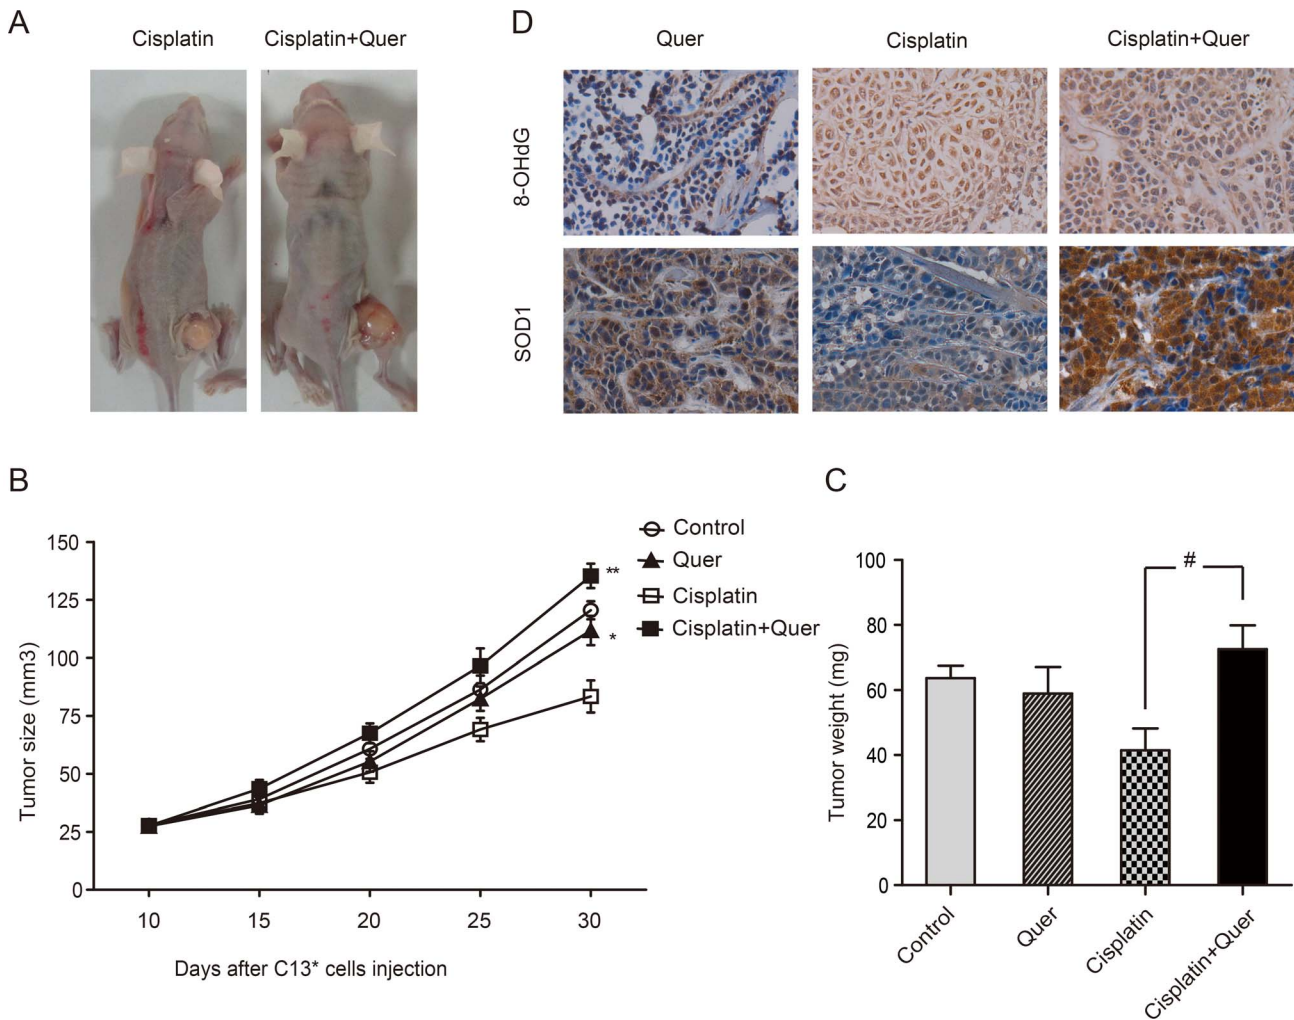 A
Cisplatin
Cisplatin+Quer
D
Quer
Cisplatin
Cisplatin+Quer
8-OHdG
SOD1
B
Tumor size (mm3)
150
125
100
75
50
25
0
10 15 20 25 30
Days after C13* cells injection
Control
Quer
Cisplatin
Cisplatin+Quer
**
*
C
Tumor weight (mg)
100
80
60
40
20
0
#
Control
Quer
Cisplatin
Cisplatin+Quer